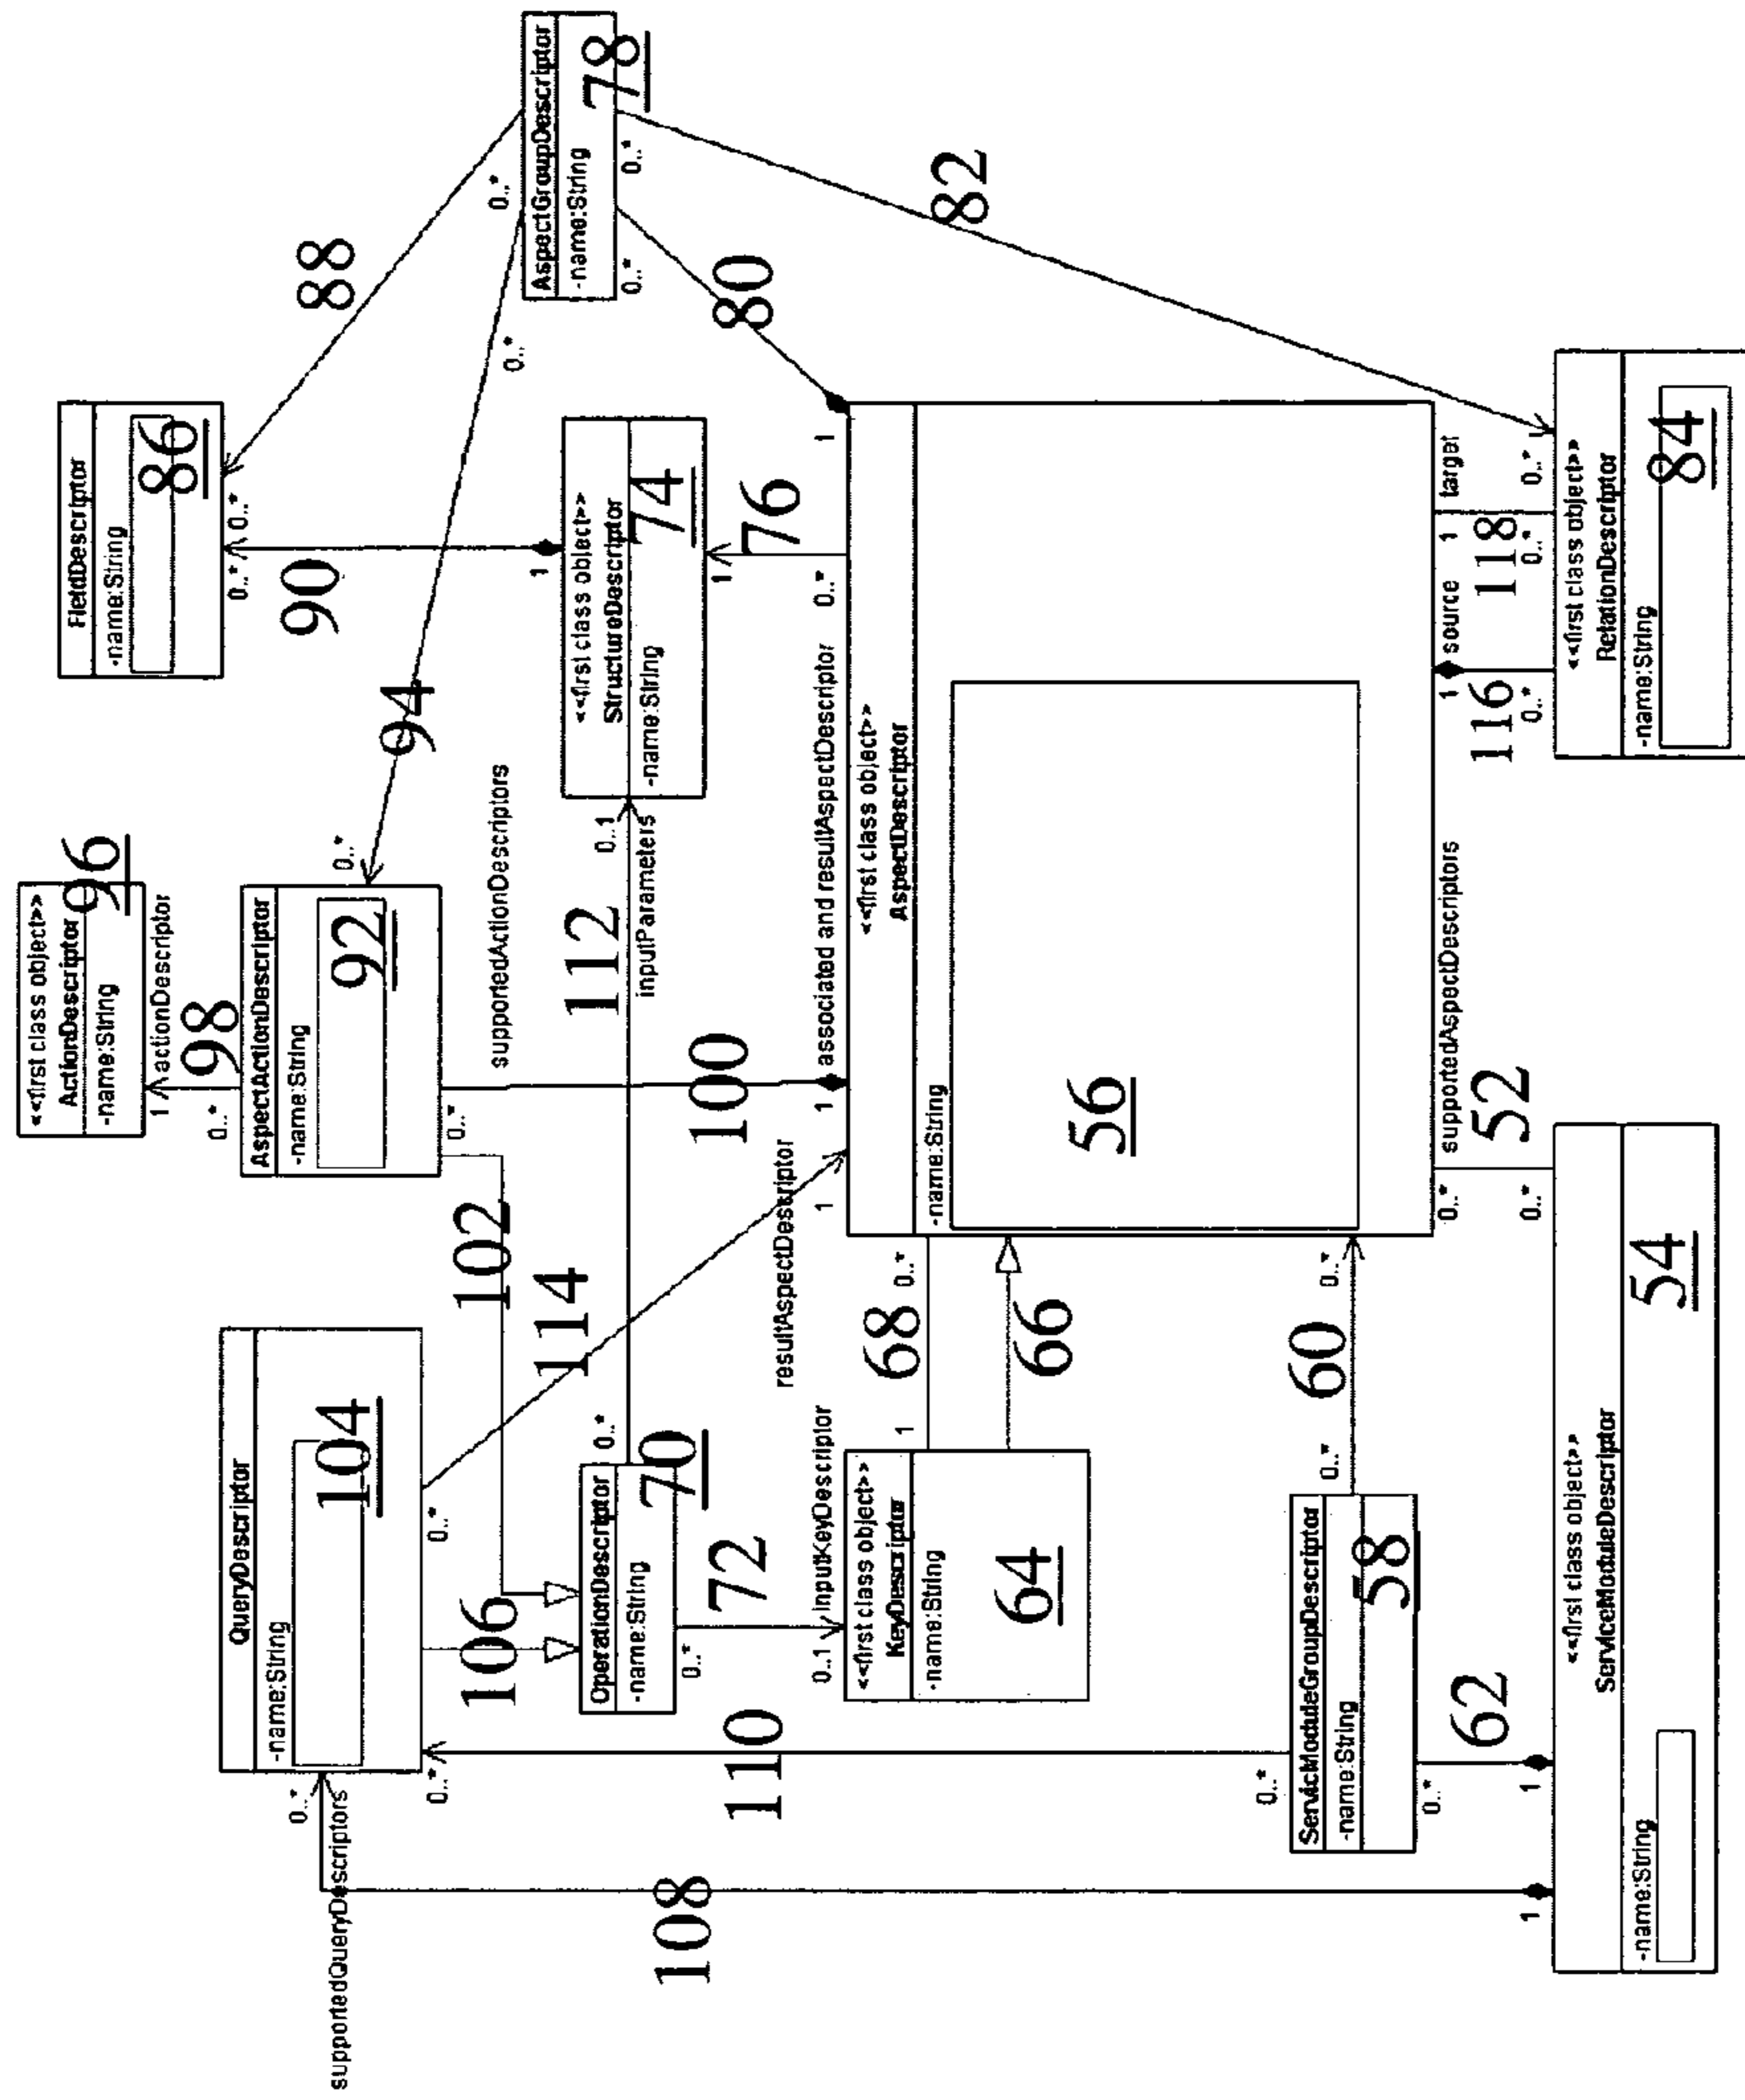 supportedQueryDescriptors
0..*
QueryDescriptor
-name:String
104
0..*
0..*
108
106
102
114
110
OperationDescriptor
-name:String
70
0..*
0..*
72
0..1
inputKeyDescriptor
<<first class object>>
KeyDescriptor
-name:String
64
1
68
0..*
66
resultAspectDescriptor
1
ServiceModuleGroupDescriptor
-name:String
58
0..*
0..*
0..*
60
0..*
62
1
1
<<first class object>>
ServiceModuleDescriptor
-name:String
54
0..*
52
0..*
supportedAspectDescriptors
<<first class object>>
ActionDescriptor
-name:String
96
1
actionDescriptor
98
0..*
AspectActionDescriptor
-name:String
92
0..*
0..*
supportedActionDescriptors
100
1
associated and resultAspectDescriptor
112
0..1
inputParameters
94
<<first class object>>
AspectDescriptor
-name:String
56
FieldDescriptor
-name:String
86
0..*
0..*
90
1
88
<<first class object>>
StructureDescriptor
-name:String
74
1
76
0..*
1
AspectGroupDescriptor
-name:String
78
0..*
0..*
0..*
0..*
80
82
1
source
1
target
116
0..*
118
0..*
0..*
<<first class object>>
RelationDescriptor
-name:String
84